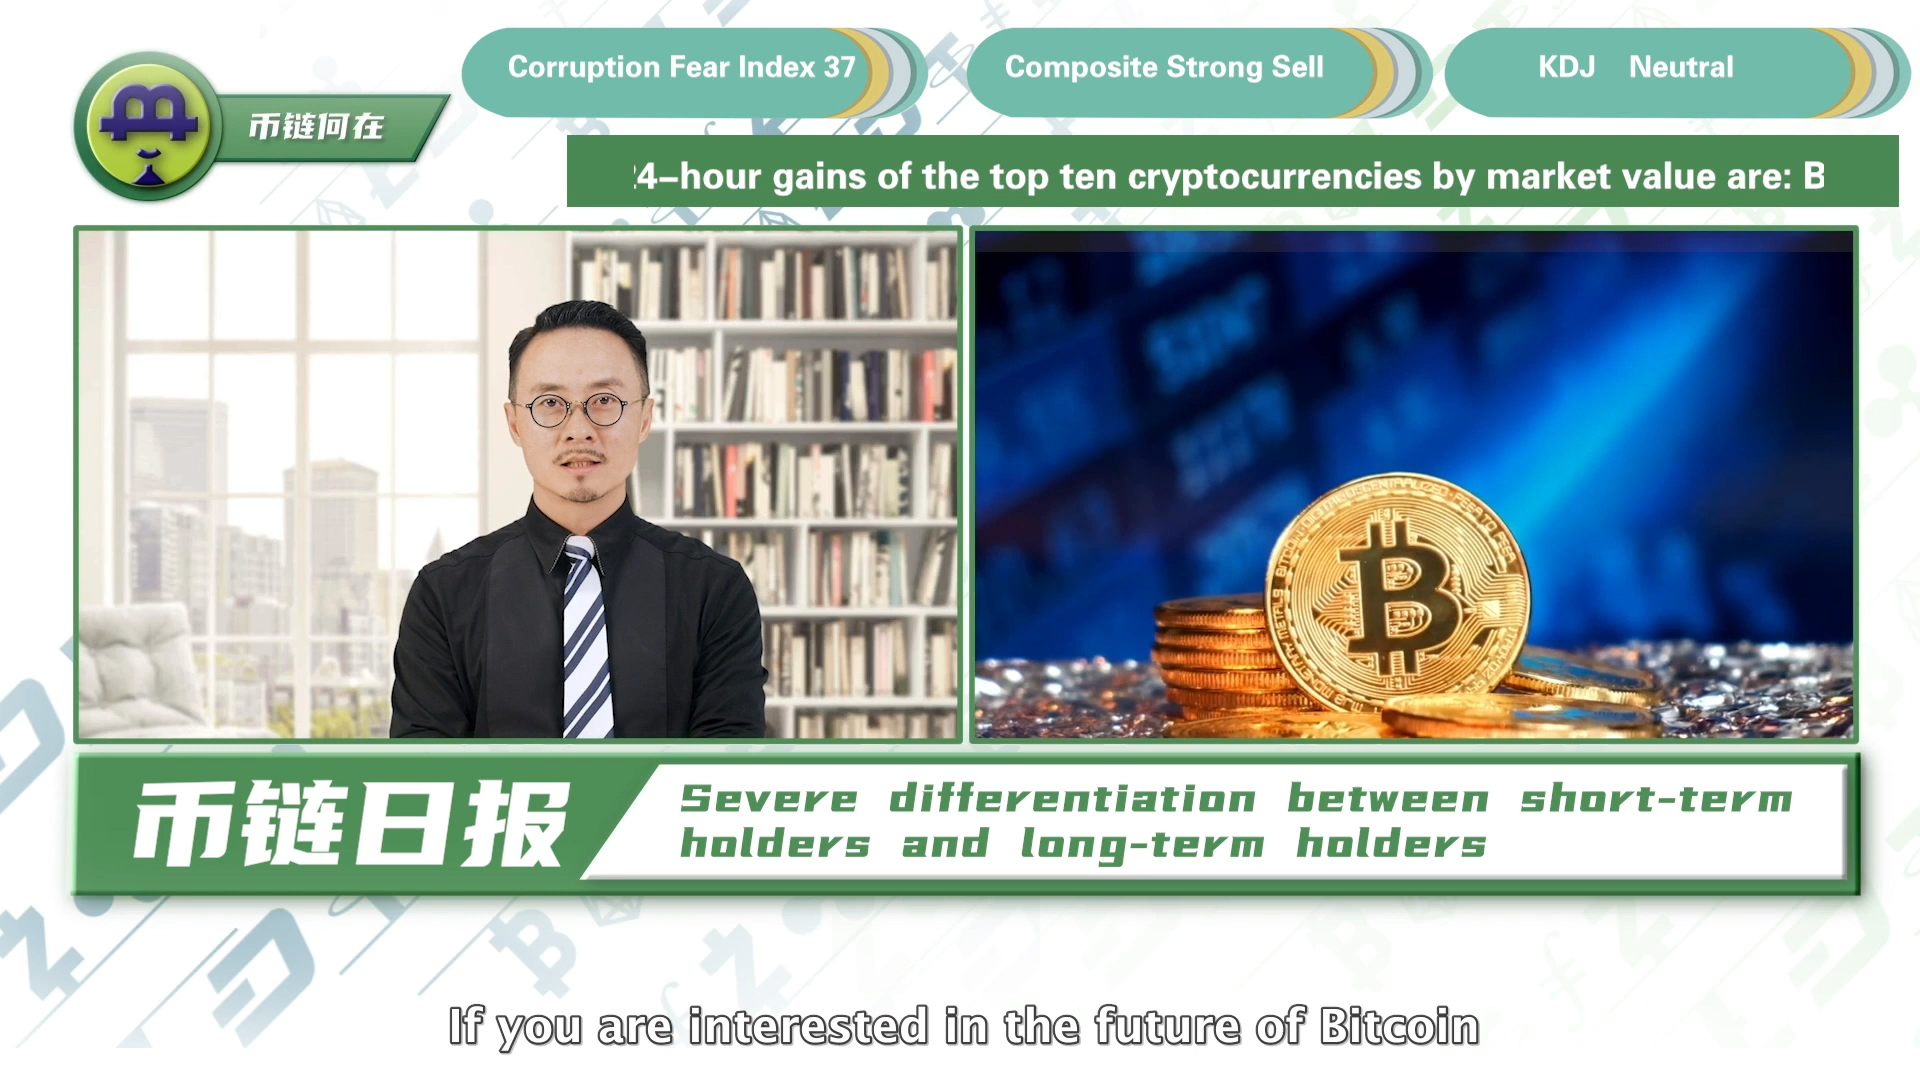 Corruption Fear Index 37
Composite Strong Sell
KDJ Neutral
币链何在
24-hour gains of the top ten cryptocurrencies by market value are: B
币链日报
Severe differentiation between short-term
holders and long-term holders
If you are interested in the future of Bitcoin